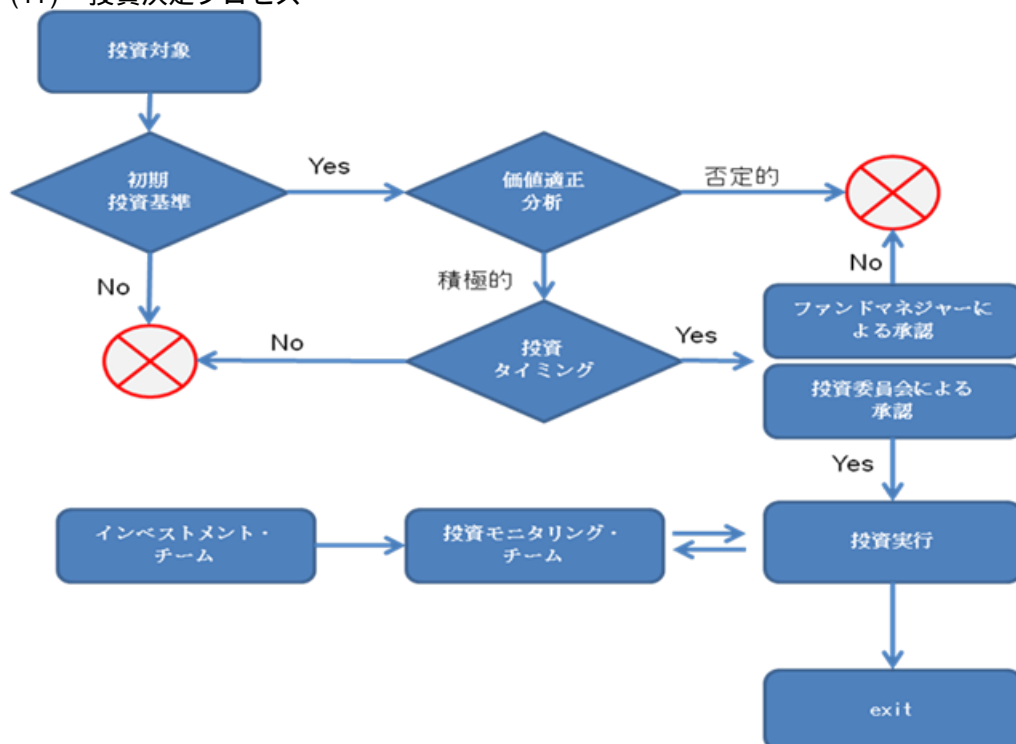 投資対象
初期
投資基準
Yes
価値適正
分析
否定的
No
積極的
No
ファンドマネジャーに
よる承認
No
投資
タイミング
Yes
投資委員会による
承認
Yes
インベストメント・
チーム
投資モニタリング・
チーム
投資実行
exit